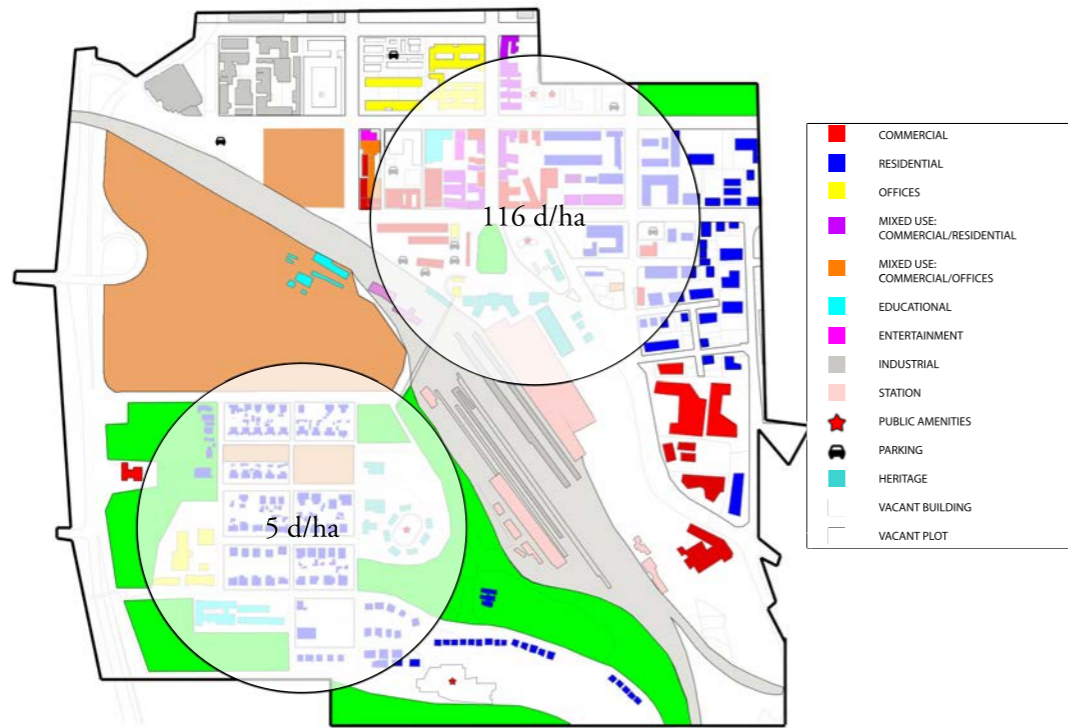 116 d/ha
5 d/ha
COMMERCIAL
RESIDENTIAL
OFFICES
MIXED USE:
COMMERCIAL/RESIDENTIAL
MIXED USE:
COMMERCIAL/OFFICES
EDUCATIONAL
ENTERTAINMENT
INDUSTRIAL
STATION
PUBLIC AMENITIES
PARKING
HERITAGE
VACANT BUILDING
VACANT PLOT